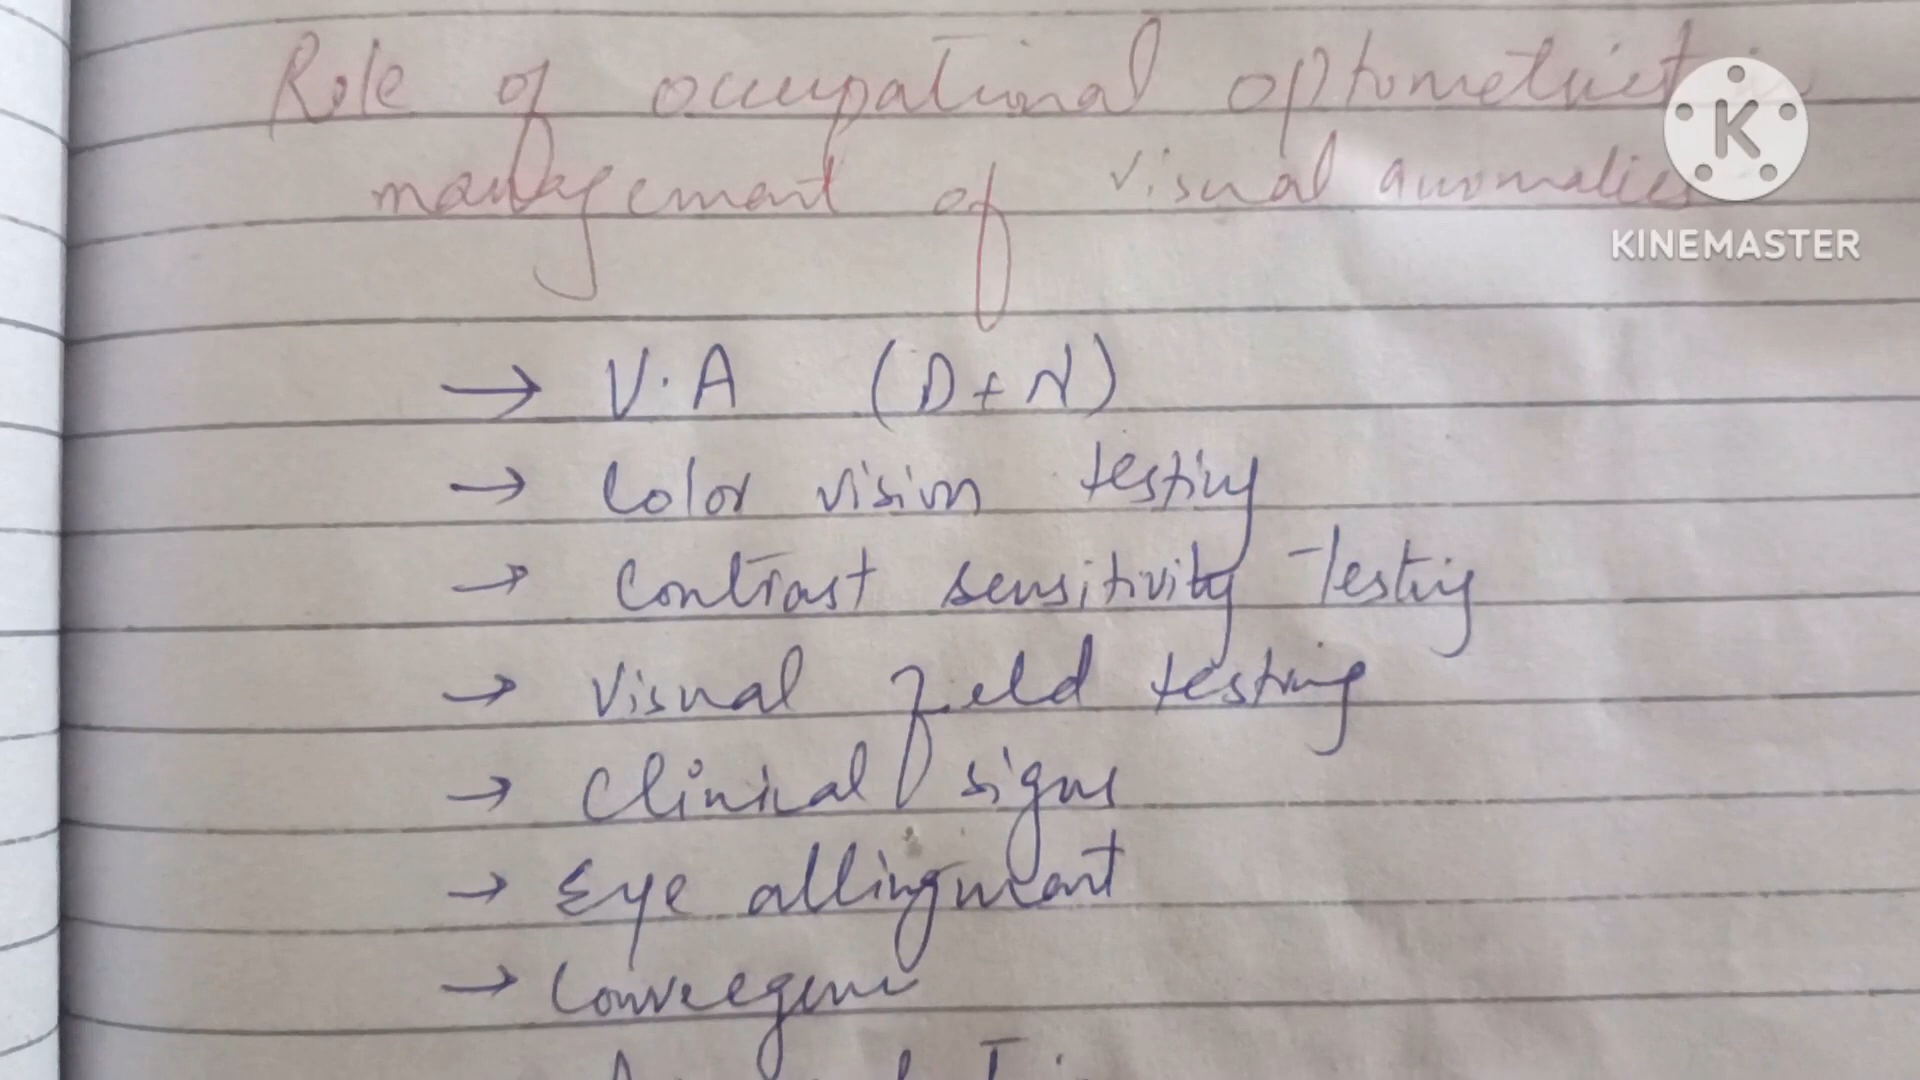 Role of occupational optometrist
management of visual anomalies
K
KINEMASTER
→ V.A (D+N)
→ Color vision testing
→ Contrast sensitivity testing
→ Visual field testing
→ Clinical signs
→ Eye allingment
→ Convergenc